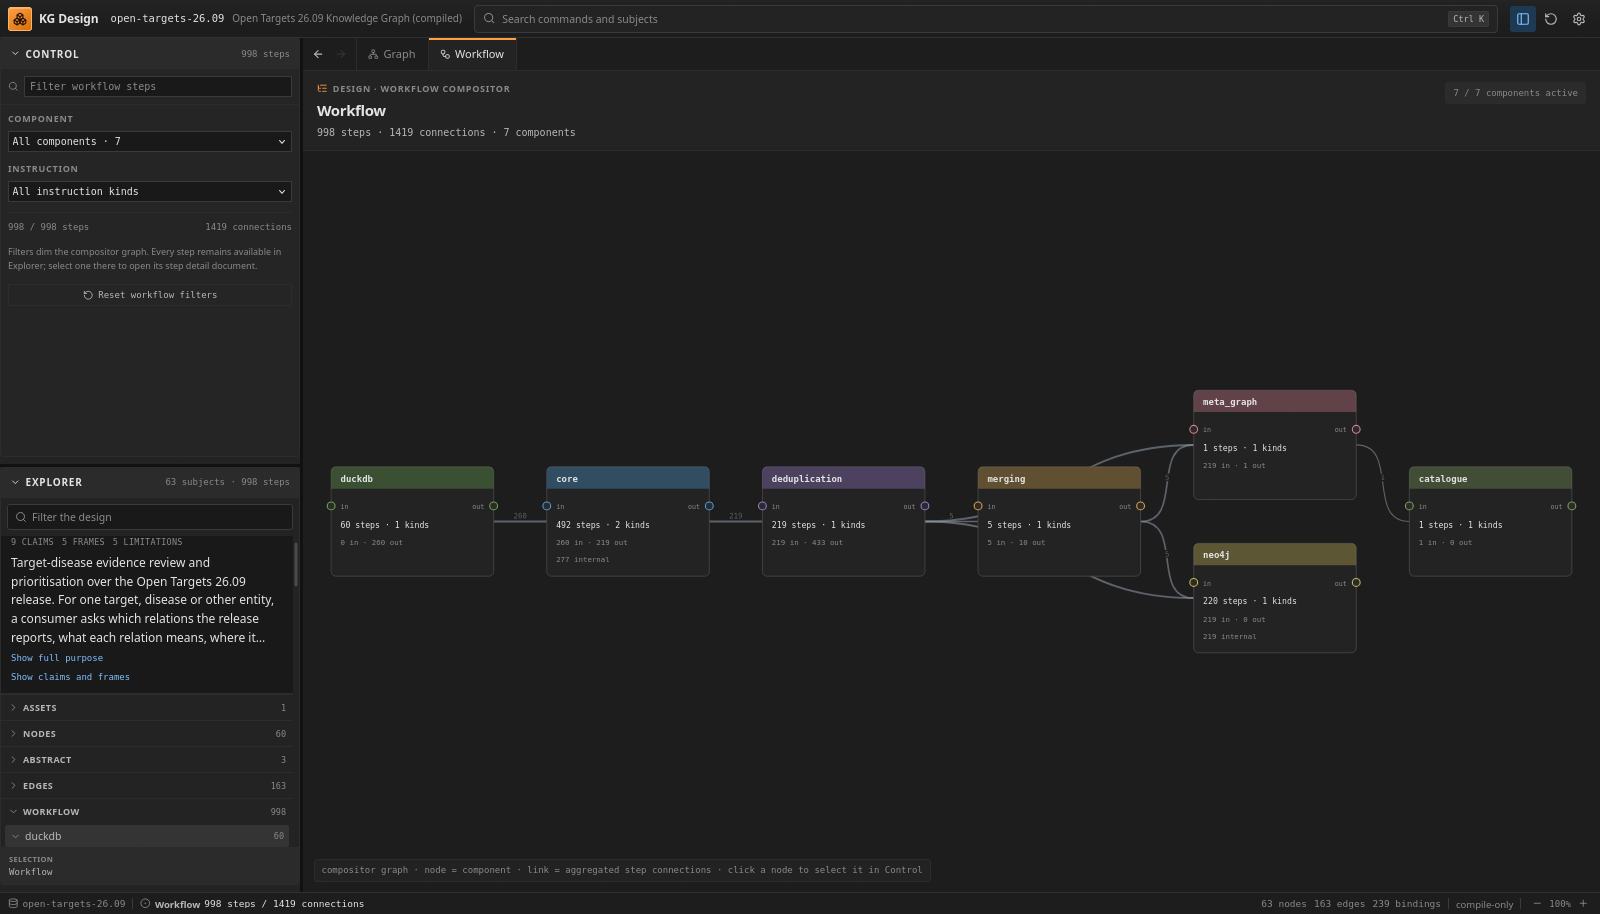 KG Design open-targets-26.09 Open Targets 26.09 Knowledge Graph (compiled) Search commands and subjects Ctrl K
CONTROL 998 steps
Filter workflow steps
COMPONENT
All components · 7
INSTRUCTION
All instruction kinds
998 / 998 steps 1419 connections
Filters dim the compositor graph. Every step remains available in
Explorer; select one there to open its step detail document.
Reset workflow filters
EXPLORER 63 subjects · 998 steps
Filter the design
9 CLAIMS 5 FRAMES 5 LIMITATIONS
Target-disease evidence review and
prioritisation over the Open Targets 26.09
release. For one target, disease or other entity,
a consumer asks which relations the release
reports, what each relation means, where it...
Show full purpose
Show claims and frames
ASSETS 1
NODES 60
ABSTRACT 3
EDGES 163
WORKFLOW 998
duckdb 60
SELECTION
Workflow
Graph Workflow
DESIGN · WORKFLOW COMPOSITOR
Workflow
998 steps · 1419 connections · 7 components
7 / 7 components active
duckdb
in out
60 steps · 1 kinds
0 in · 260 out
260
core
in out
492 steps · 2 kinds
260 in · 219 out
277 internal
219
deduplication
in out
219 steps · 1 kinds
219 in · 433 out
5
merging
in out
5 steps · 1 kinds
5 in · 10 out
5
5
meta_graph
in out
1 steps · 1 kinds
219 in · 1 out
neo4j
in out
220 steps · 1 kinds
219 in · 0 out
219 internal
catalogue
in out
1 steps · 1 kinds
1 in · 0 out
compositor graph · node = component · link = aggregated step connections · click a node to select it in Control
open-targets-26.09 Workflow 998 steps / 1419 connections 63 nodes 163 edges 239 bindings compile-only 100%